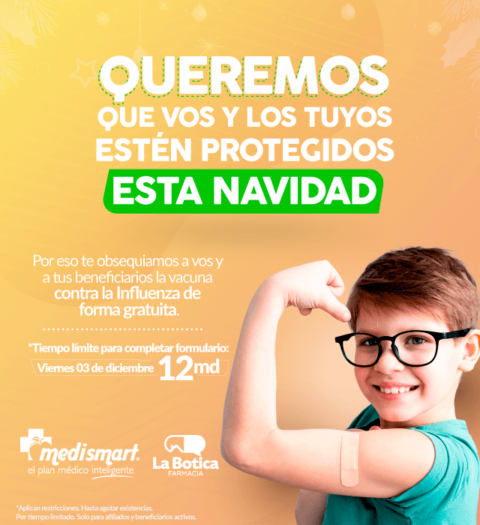 QUEREMOS
QUE VOS Y LOS TUYOS
ESTÉN PROTEGIDOS
ESTA NAVIDAD
Por eso te obsequiamos a vos y
a tus beneficiarios la vacuna
contra la Influenza de
forma gratuita.
*Tiempo límite para completar formulario:
Viernes 03 de diciembre 12md
medismart®
el plan médico inteligente
La Botica
FARMACIA
*Aplican restricciones. Hasta agotar existencias.
Por tiempo limitado. Solo para afiliados y beneficiarios activos.